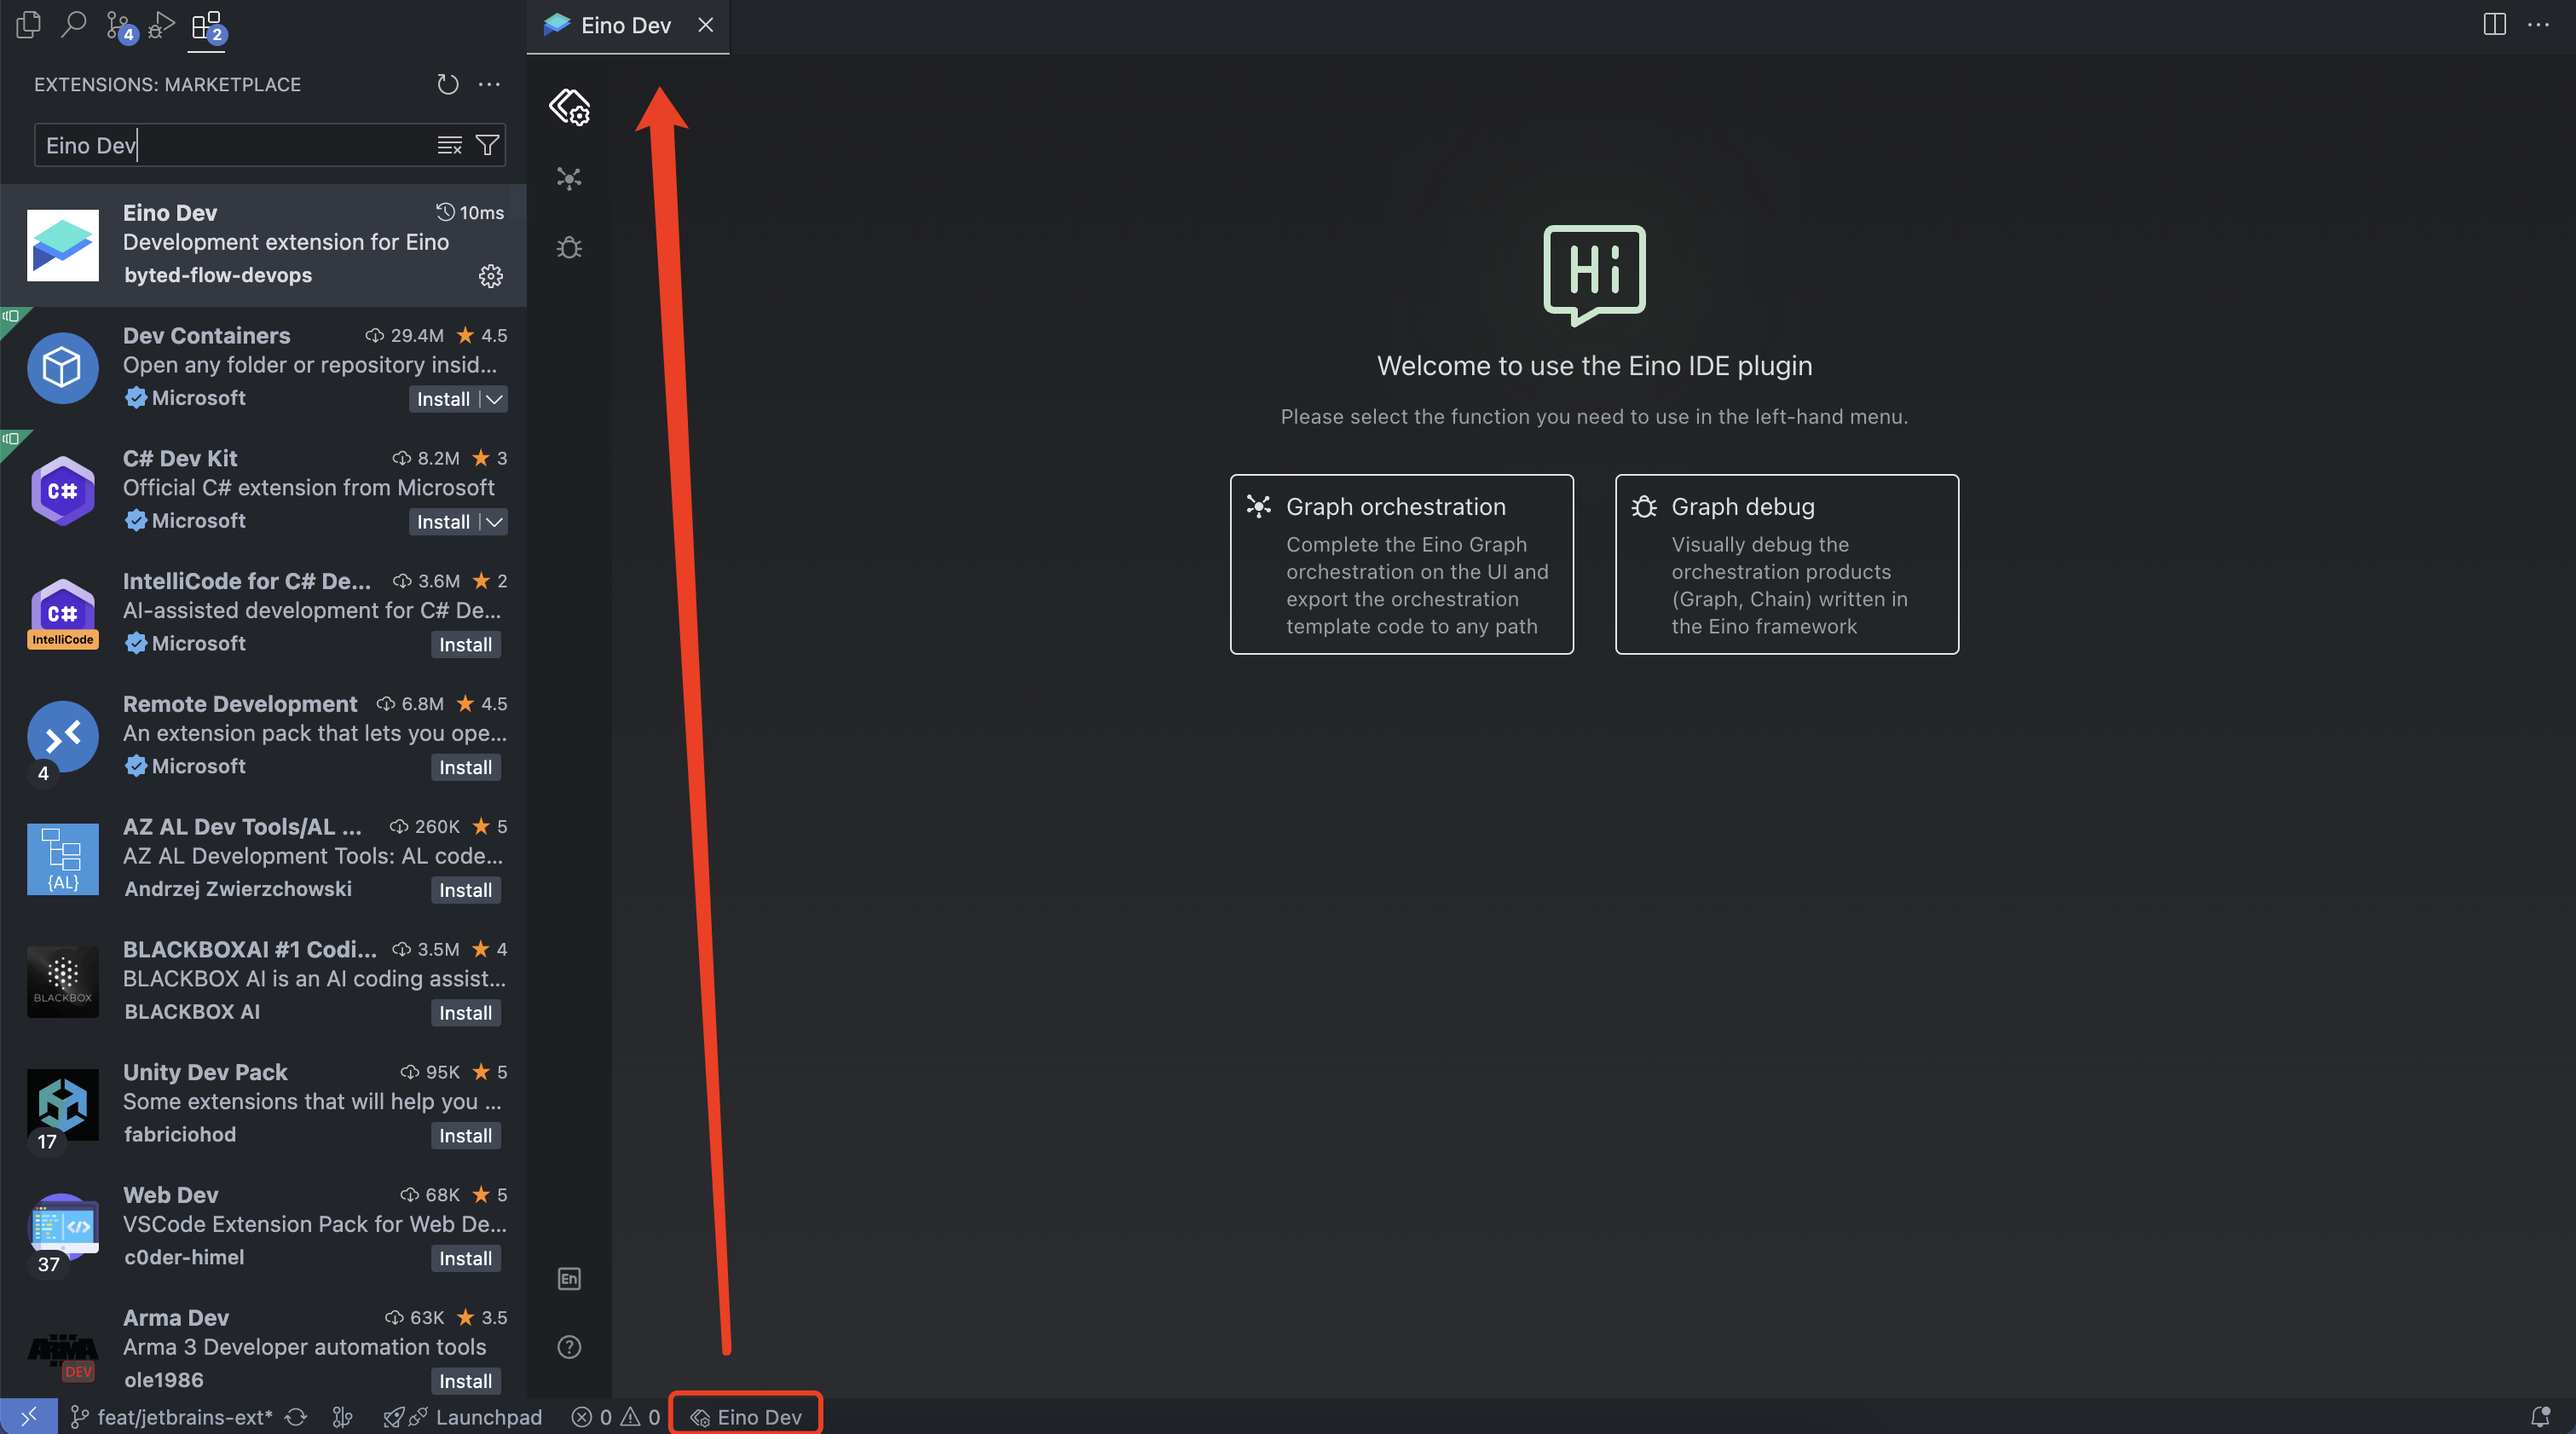 4
2
Eino Dev
EXTENSIONS: MARKETPLACE
Eino Dev
Eino Dev
10ms
Development extension for Eino
byted-flow-devops
Dev Containers
29.4M
4.5
Open any folder or repository insid...
Microsoft
Install
C# Dev Kit
8.2M
3
C#
Official C# extension from Microsoft
Microsoft
Install
IntelliCode for C# De...
3.6M
2
C#
AI-assisted development for C# De...
IntelliCode
Microsoft
Install
Remote Development
6.8M
4.5
An extension pack that lets you ope...
4
Microsoft
Install
AZ AL Dev Tools/AL ...
260K
5
AZ AL Development Tools: AL code...
{AL}
Andrzej Zwierzchowski
Install
BLACKBOXAI #1 Codi...
3.5M
4
BLACKBOX AI is an AI coding assist...
BLACKBOX
BLACKBOX AI
Install
Unity Dev Pack
95K
5
Some extensions that will help you ...
17
fabriciohod
Install
Web Dev
68K
5
VSCode Extension Pack for Web De...
37
c0der-himel
Install
Arma Dev
63K
3.5
Arma 3 Developer automation tools
ARMA
DEV
ole1986
Install
Hi
Welcome to use the Eino IDE plugin
Please select the function you need to use in the left-hand menu.
Graph orchestration
Complete the Eino Graph
orchestration on the UI and
export the orchestration
template code to any path
Graph debug
Visually debug the
orchestration products
(Graph, Chain) written in
the Eino framework
En
feat/jetbrains-ext*
Launchpad
0
0
Eino Dev